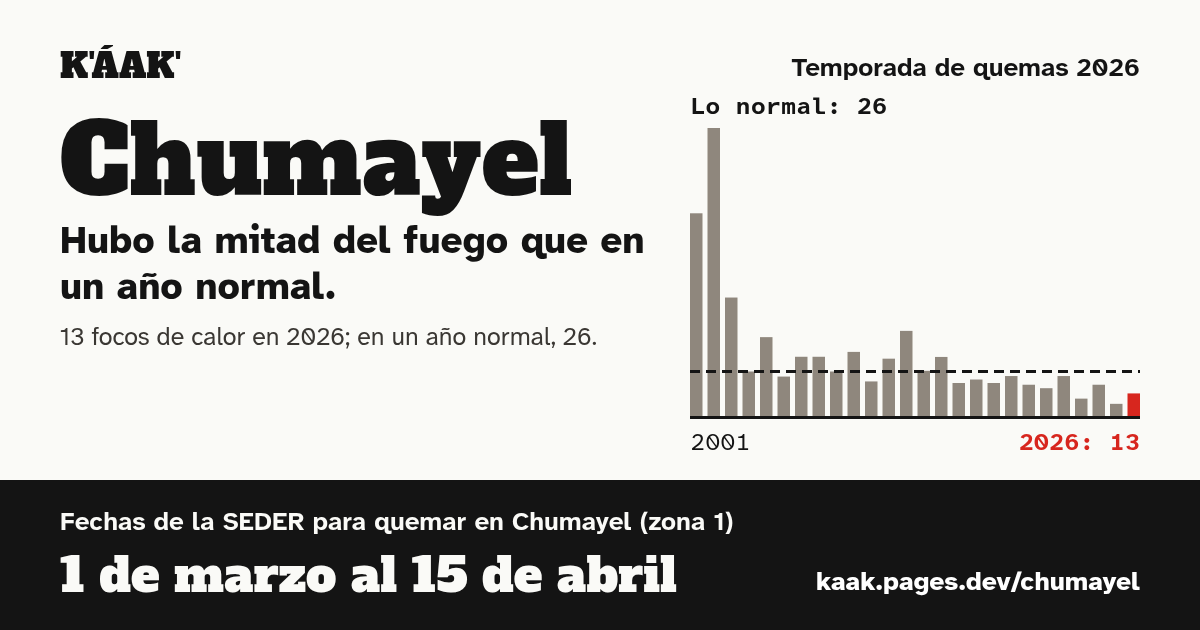 K'ÁAK'
Temporada de quemas 2026
Chumayel
Hubo la mitad del fuego que en
un año normal.
13 focos de calor en 2026; en un año normal, 26.
Lo normal: 26
2001
2026: 13
Fechas de la SEDER para quemar en Chumayel (zona 1)
1 de marzo al 15 de abril
kaak.pages.dev/chumayel